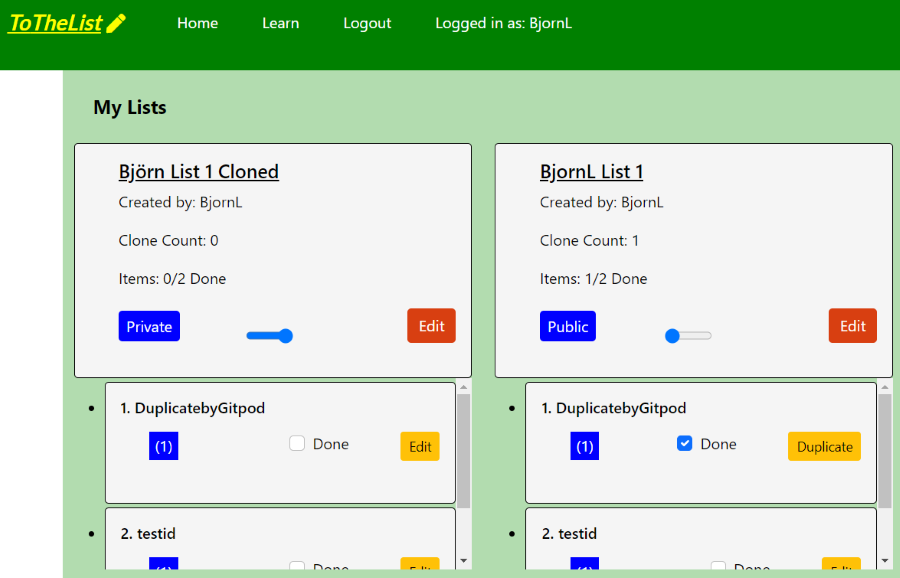 ToTheList
Home Learn Logout Logged in as: BjornL
My Lists
Björn List 1 Cloned
Created by: BjornL
Clone Count: 0
Items: 0/2 Done
Private
Edit
1. DuplicatebyGitpod
(1)
Done
Edit
2. testid
(1)
Done
Edit
BjornL List 1
Created by: BjornL
Clone Count: 1
Items: 1/2 Done
Public
Edit
1. DuplicatebyGitpod
(1)
Done
Duplicate
2. testid
(1)
Done
Edit